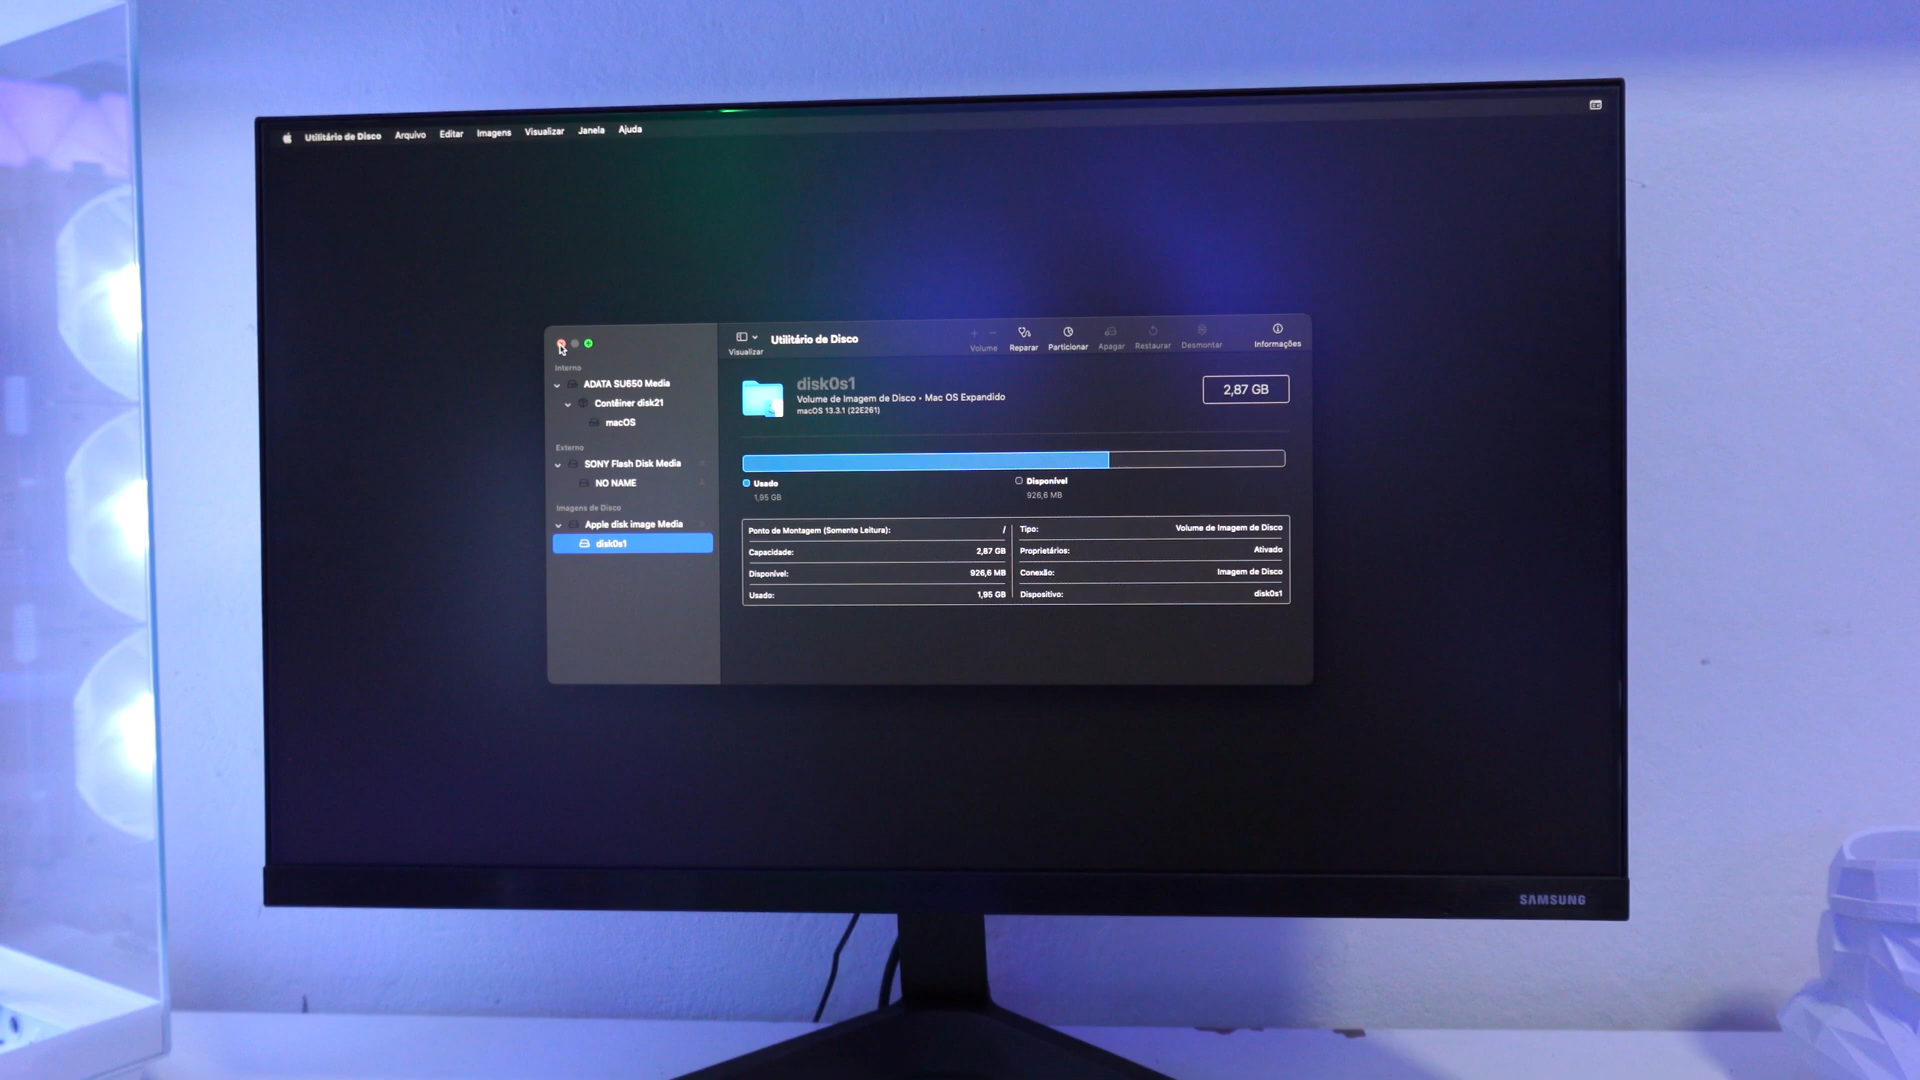 Utilitário de Disco Arquivo Editar Imagens Visualizar Janela Ajuda
Visualizar
Utilitário de Disco
Volume Reparar Particionar Apagar Restaurar Desmontar Informações
Interno
ADATA SU650 Media
Contêiner disk21
macOS
Externo
SONY Flash Disk Media
NO NAME
Imagens de Disco
Apple disk image Media
disk0s1
disk0s1
Volume de Imagem de Disco • Mac OS Expandido
macOS 13.3.1 (22E261)
2,87 GB
Usado
1,95 GB
Disponível
926,6 MB
Ponto de Montagem (Somente Leitura): /
Capacidade: 2,87 GB
Disponível: 926,6 MB
Usado: 1,95 GB
Tipo: Volume de Imagem de Disco
Proprietários: Ativado
Conexão: Imagem de Disco
Dispositivo: disk0s1
SAMSUNG